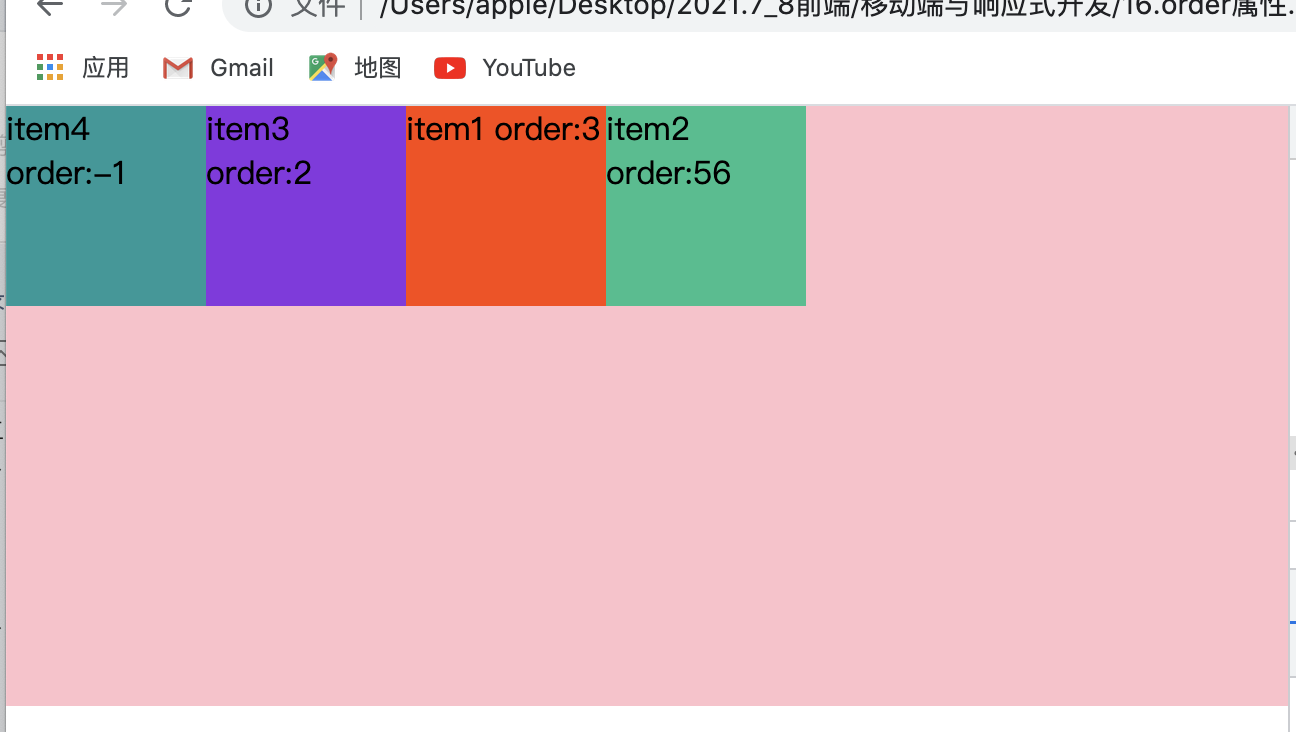 文件 | /Users/apple/Desktop/2021.7_8前端/移动端与响应式开发/16.order属性.
应用 Gmail 地图 YouTube
item4 item3 item1 order:3 item2
order:-1 order:2 order:56